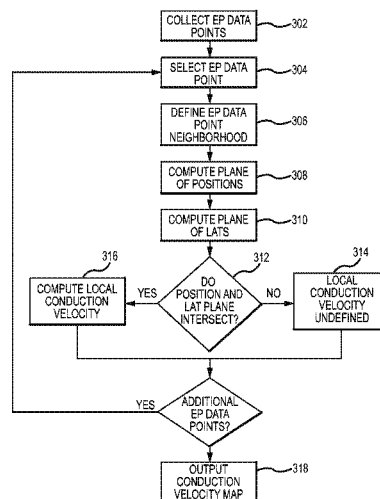 COLLECT EP DATA
POINTS
302
SELECT EP DATA
POINT
304
DEFINE EP DATA
POINT
NEIGHBORHOOD
306
COMPUTE PLANE
OF POSITIONS
308
COMPUTE PLANE
OF LATS
310
316
312
314
COMPUTE LOCAL
CONDUCTION
VELOCITY
YES
DO
POSITION AND
LAT PLANE
INTERSECT?
NO
LOCAL
CONDUCTION
VELOCITY
UNDEFINED
YES
ADDITIONAL
EP DATA
POINTS?
OUTPUT
CONDUCTION
VELOCITY MAP
318